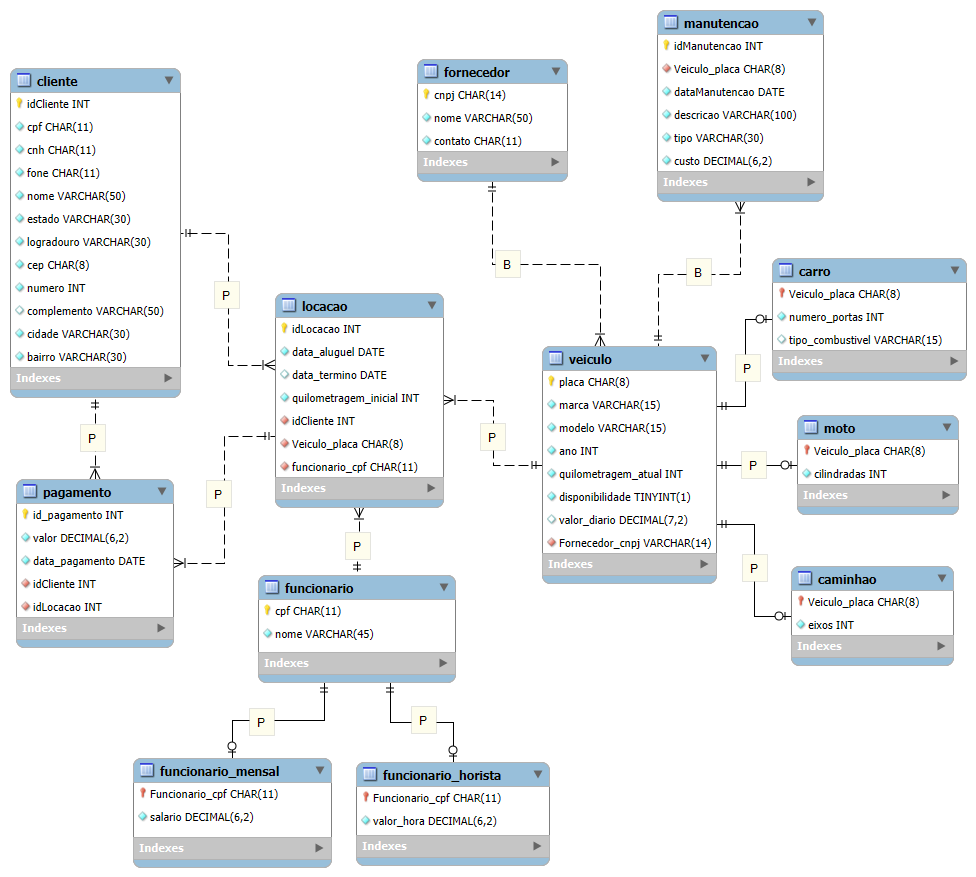 cliente
idCliente INT
cpf CHAR(11)
cnh CHAR(11)
fone CHAR(11)
nome VARCHAR(50)
estado VARCHAR(30)
logradouro VARCHAR(30)
cep CHAR(8)
numero INT
complemento VARCHAR(50)
cidade VARCHAR(30)
bairro VARCHAR(30)
Indexes
fornecedor
cnpj CHAR(14)
nome VARCHAR(50)
contato CHAR(11)
Indexes
manutencao
idManutencao INT
Veiculo_placa CHAR(8)
dataManutencao DATE
descricao VARCHAR(100)
tipo VARCHAR(30)
custo DECIMAL(6,2)
Indexes
B
B
P
locacao
idLocacao INT
data_aluguel DATE
data_termino DATE
quilometragem_inicial INT
idCliente INT
Veiculo_placa CHAR(8)
funcionario_cpf CHAR(11)
Indexes
veiculo
placa CHAR(8)
marca VARCHAR(15)
modelo VARCHAR(15)
ano INT
quilometragem_atual INT
disponibilidade TINYINT(1)
valor_diario DECIMAL(7,2)
Fornecedor_cnpj VARCHAR(14)
Indexes
carro
Veiculo_placa CHAR(8)
numero_portas INT
tipo_combustivel VARCHAR(15)
Indexes
P
P
P
P
P
moto
Veiculo_placa CHAR(8)
cilindradas INT
Indexes
pagamento
id_pagamento INT
valor DECIMAL(6,2)
data_pagamento DATE
idCliente INT
idLocacao INT
Indexes
P
P
P
caminhao
Veiculo_placa CHAR(8)
eixos INT
Indexes
funcionario
cpf CHAR(11)
nome VARCHAR(45)
Indexes
P
P
funcionario_mensal
Funcionario_cpf CHAR(11)
salario DECIMAL(6,2)
Indexes
funcionario_horista
Funcionario_cpf CHAR(11)
valor_hora DECIMAL(6,2)
Indexes